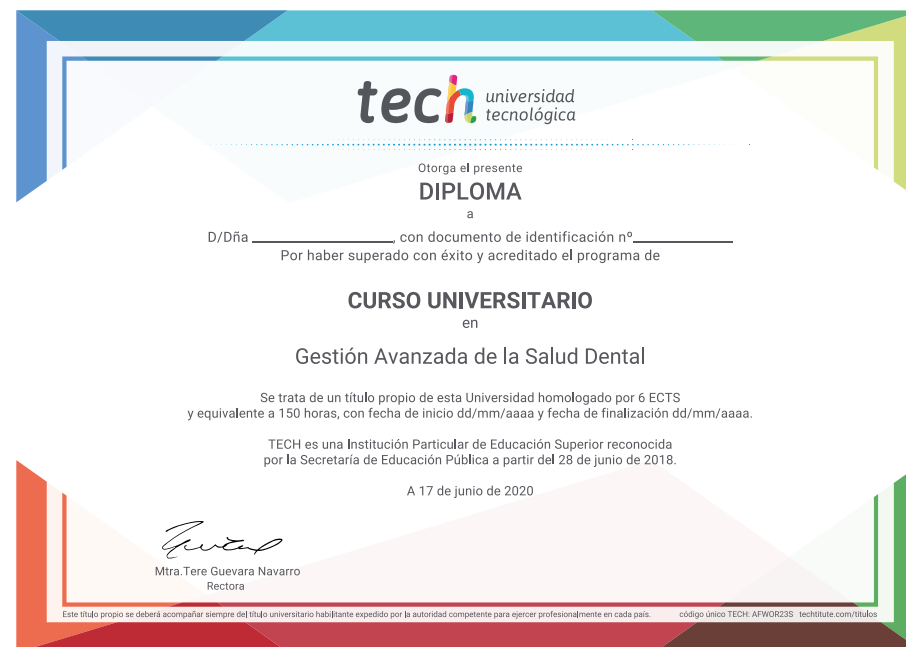 tech universidad
tecnológica
Otorga el presente
DIPLOMA
a
D/Dña ____________________, con documento de identificación nº______________
Por haber superado con éxito y acreditado el programa de
CURSO UNIVERSITARIO
en
Gestión Avanzada de la Salud Dental
Se trata de un título propio de esta Universidad homologado por 6 ECTS
y equivalente a 150 horas, con fecha de inicio dd/mm/aaaa y fecha de finalización dd/mm/aaaa.
TECH es una Institución Particular de Educación Superior reconocida
por la Secretaría de Educación Pública a partir del 28 de junio de 2018.
A 17 de junio de 2020
Mtra.Tere Guevara Navarro
Rectora
Este título propio se deberá acompañar siempre del título universitario habilitante expedido por la autoridad competente para ejercer profesionalmente en cada país. código único TECH: AFWOR23S techtitute.com/titulos